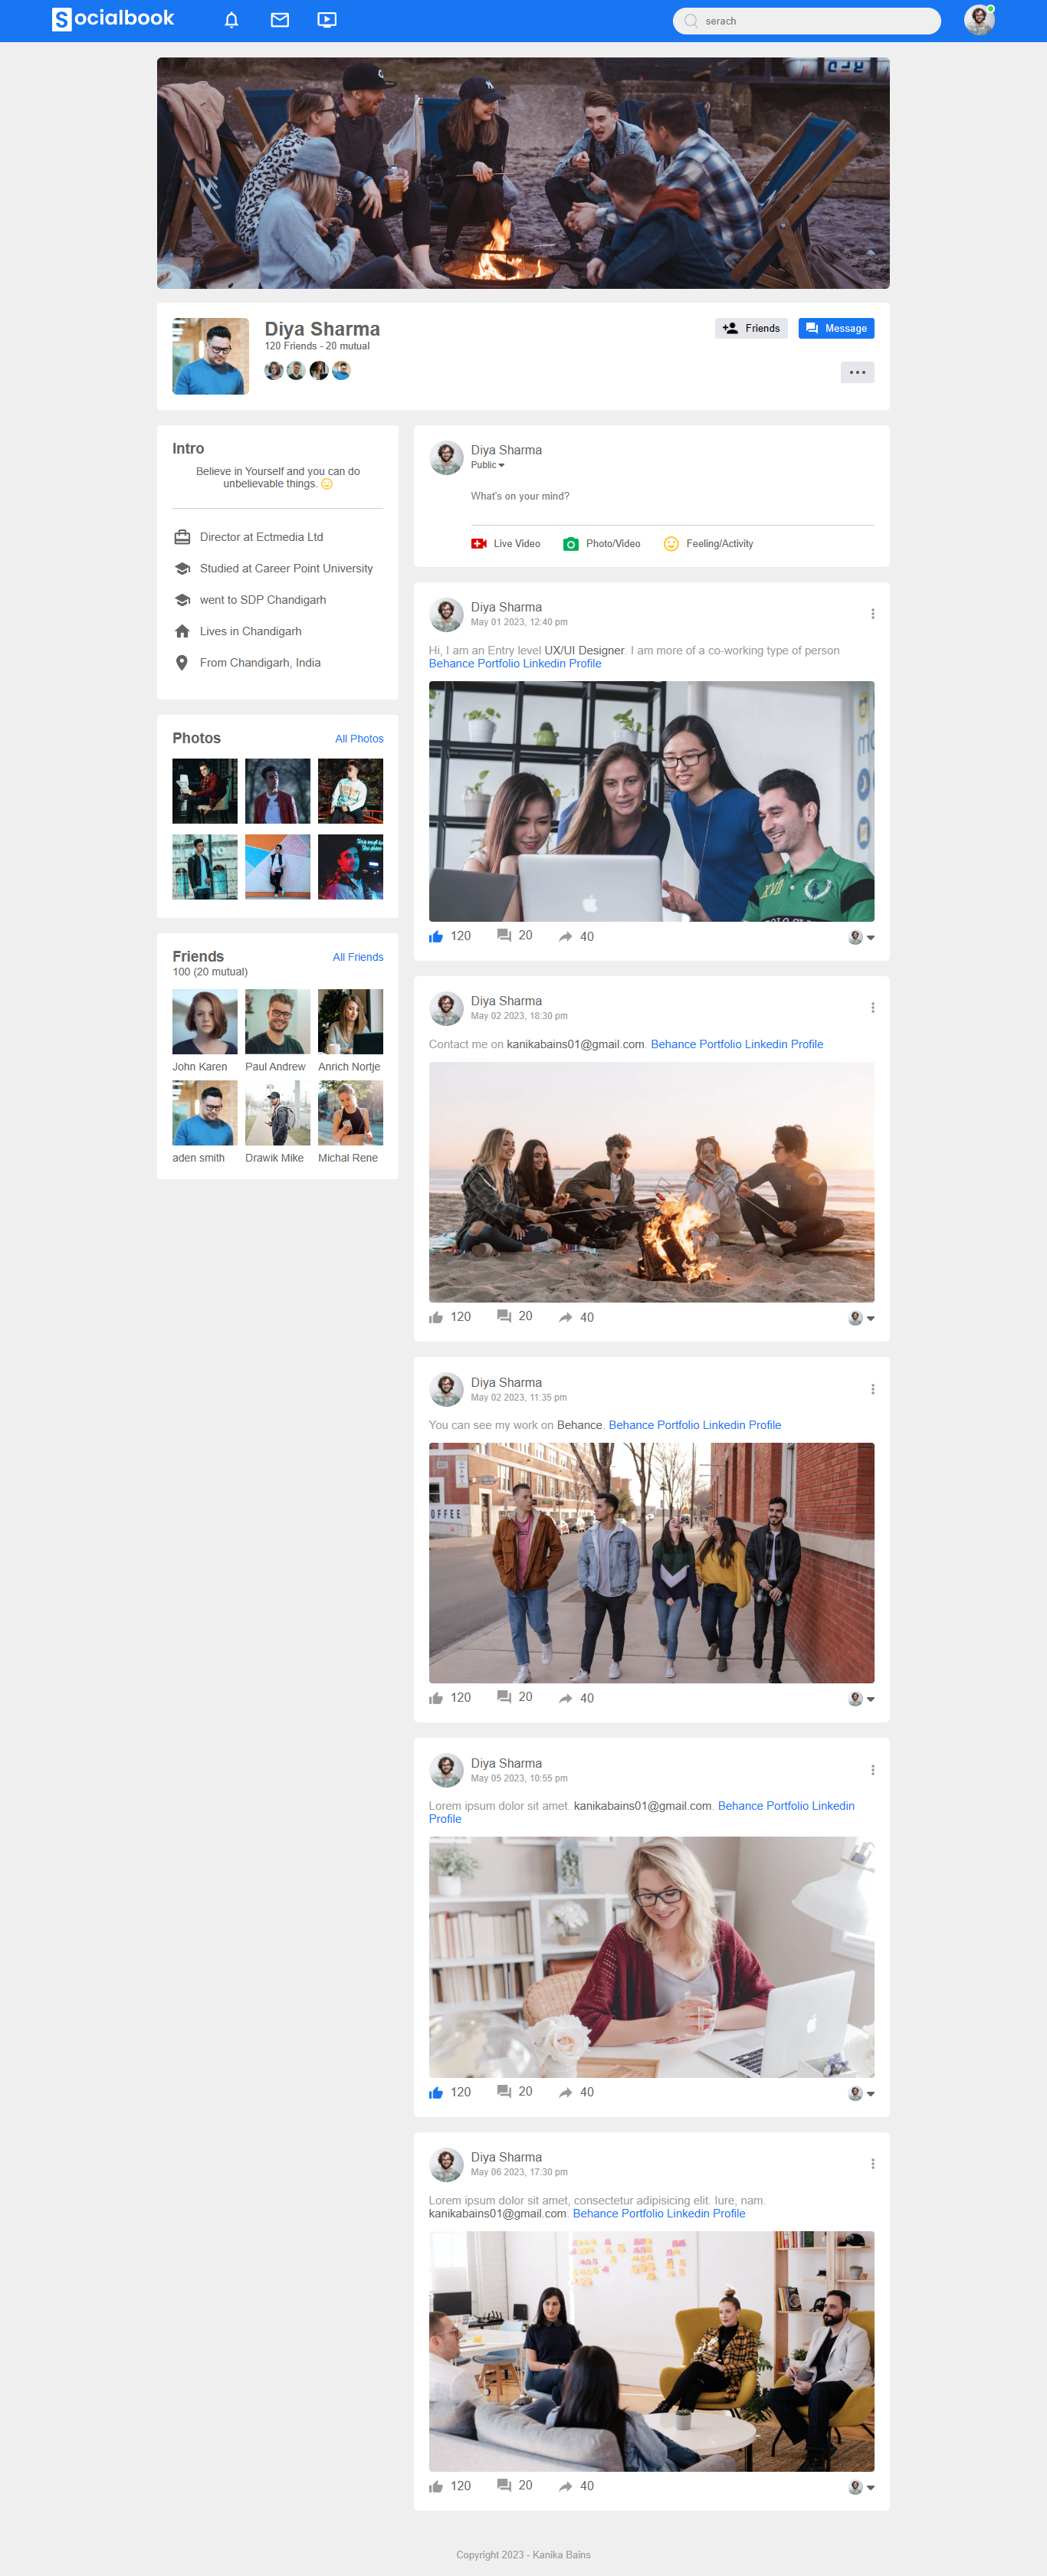 Socialbook
serach
Diya Sharma
120 Friends - 20 mutual
Friends
Message
Intro
Believe in Yourself and you can do
unbelievable things.
Director at Ectmedia Ltd
Studied at Career Point University
went to SDP Chandigarh
Lives in Chandigarh
From Chandigarh, India
Photos
All Photos
Friends
All Friends
100 (20 mutual)
John Karen
Paul Andrew
Anrich Nortje
aden smith
Drawik Mike
Michal Rene
Diya Sharma
Public
What's on your mind?
Live Video
Photo/Video
Feeling/Activity
Diya Sharma
May 01 2023, 12:40 pm
Hi, I am an Entry level UX/UI Designer. I am more of a co-working type of person
Behance Portfolio Linkedin Profile
120
20
40
Diya Sharma
May 02 2023, 18:30 pm
Contact me on kanikabains01@gmail.com. Behance Portfolio Linkedin Profile
120
20
40
Diya Sharma
May 02 2023, 11:35 pm
You can see my work on Behance. Behance Portfolio Linkedin Profile
OFFEE
120
20
40
Diya Sharma
May 05 2023, 10:55 pm
Lorem ipsum dolor sit amet. kanikabains01@gmail.com. Behance Portfolio Linkedin
Profile
120
20
40
Diya Sharma
May 06 2023, 17:30 pm
Lorem ipsum dolor sit amet, consectetur adipisicing elit. Iure, nam.
kanikabains01@gmail.com. Behance Portfolio Linkedin Profile
120
20
40
Copyright 2023 - Kanika Bains